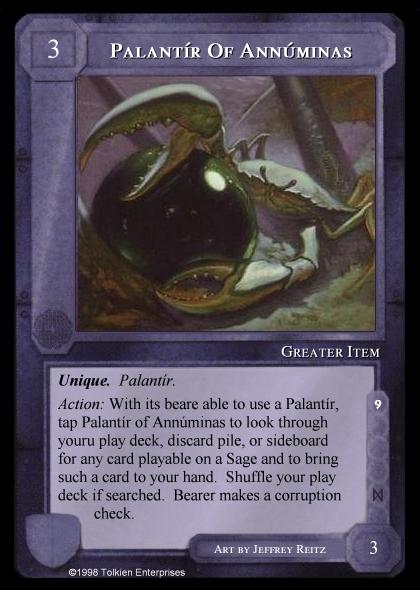 3
PALANTÍR OF ANNÚMINAS
GREATER ITEM
Unique. Palantír.
Action: With its beare able to use a Palantír,
tap Palantír of Annúminas to look through
youru play deck, discard pile, or sideboard
for any card playable on a Sage and to bring
such a card to your hand. Shuffle your play
deck if searched. Bearer makes a corruption
check.
9
ART BY JEFFREY REITZ
3
©1998 Tolkien Enterprises